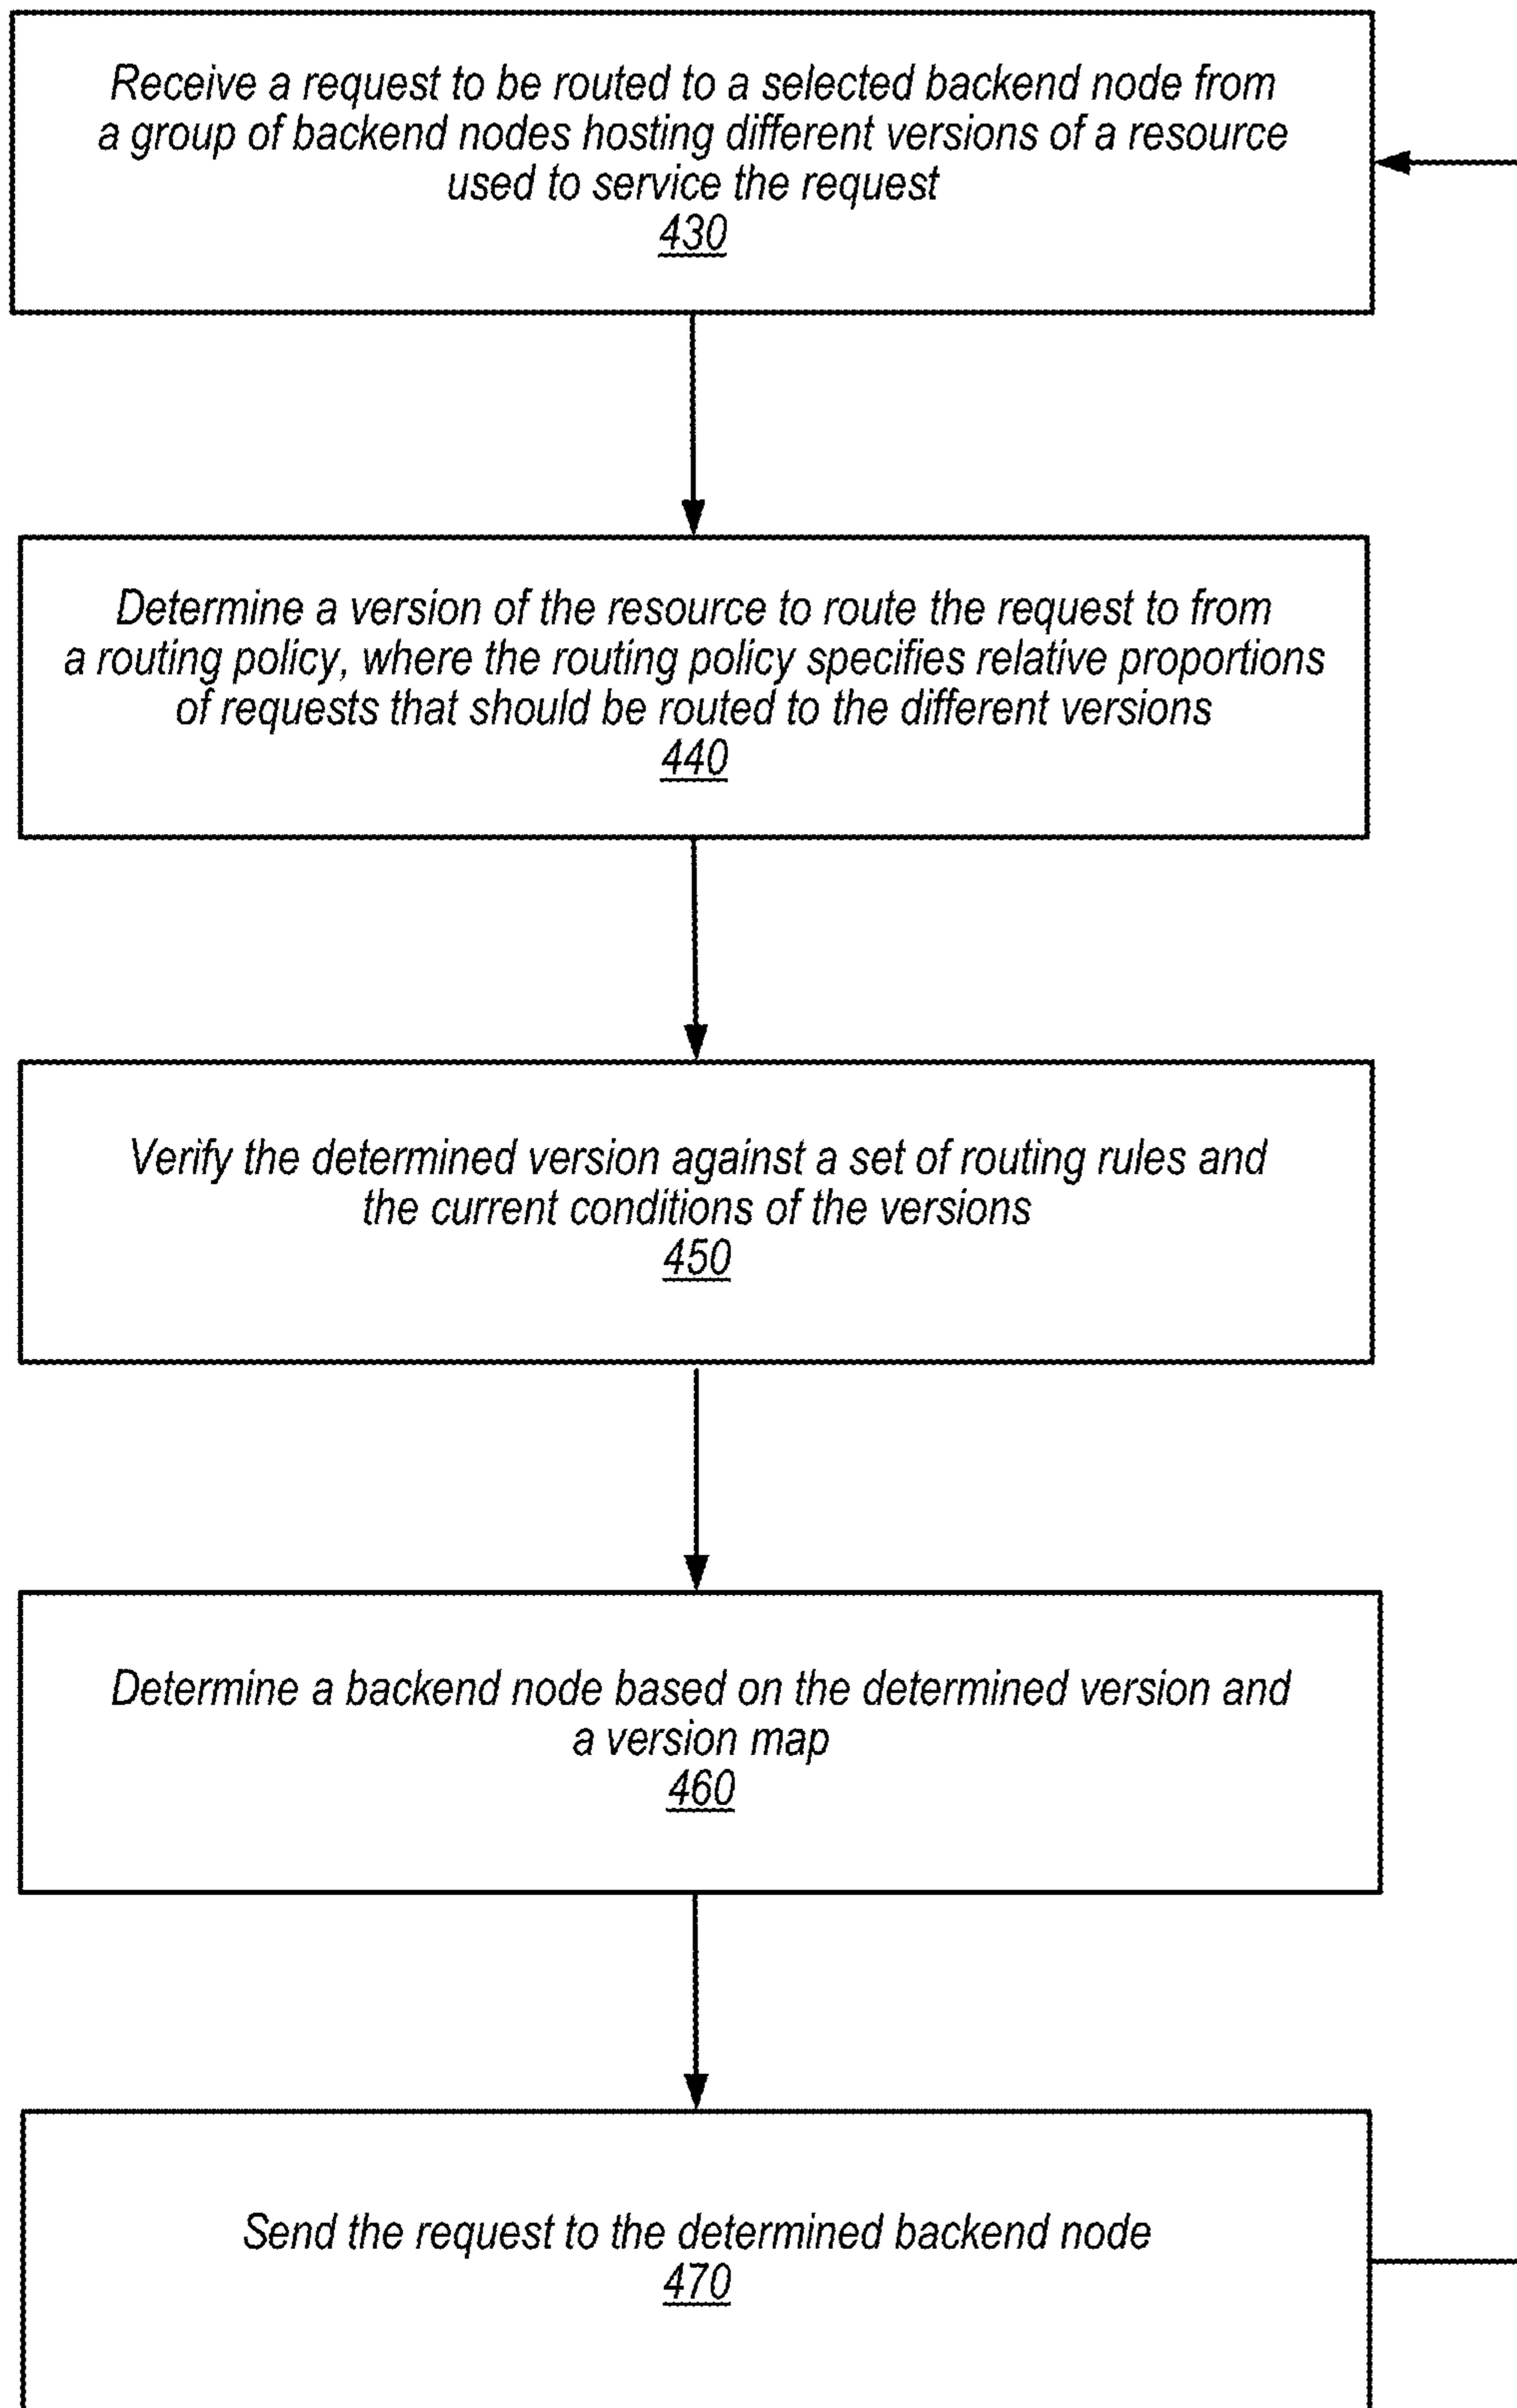 Receive a request to be routed to a selected backend node from
a group of backend nodes hosting different versions of a resource
used to service the request
430
Determine a version of the resource to route the request to from
a routing policy, where the routing policy specifies relative proportions
of requests that should be routed to the different versions
440
Verify the determined version against a set of routing rules and
the current conditions of the versions
450
Determine a backend node based on the determined version and
a version map
460
Send the request to the determined backend node
470